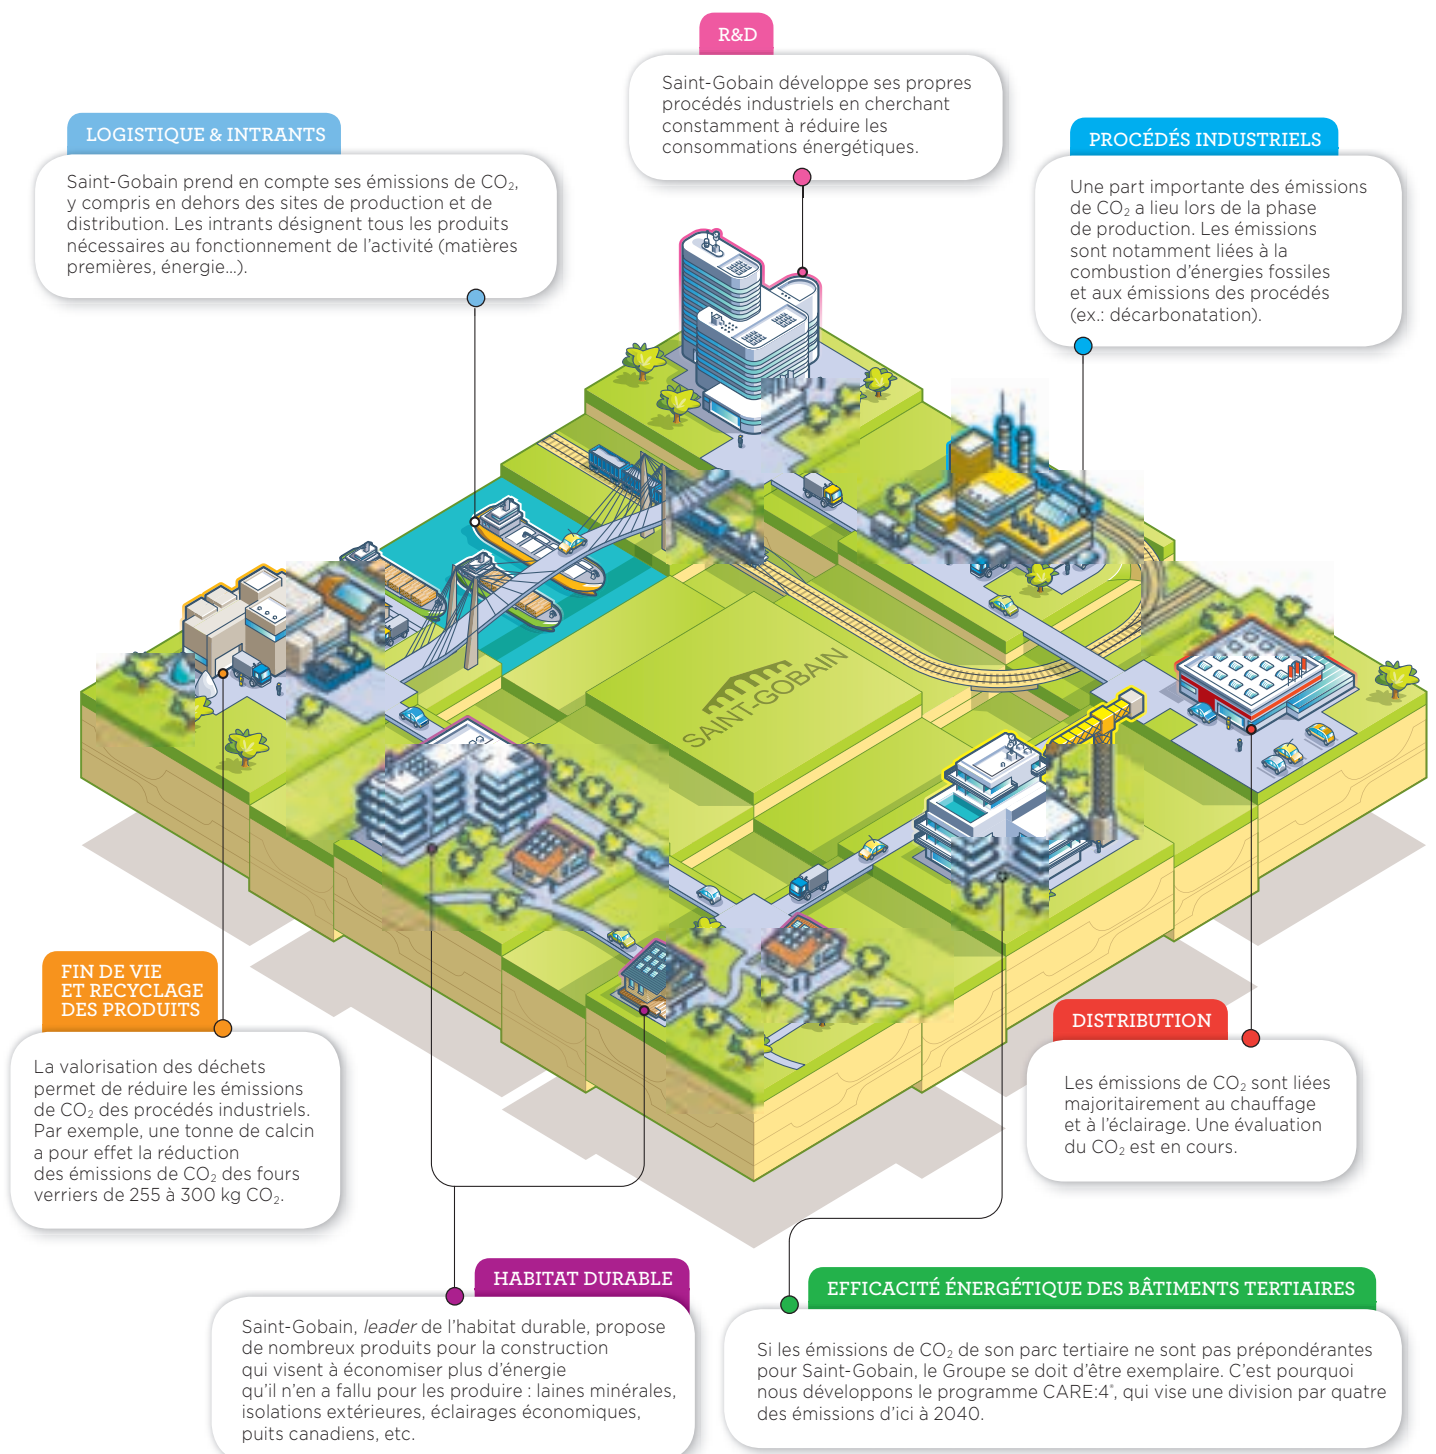 R&D
Saint-Gobain développe ses propres
procédés industriels en cherchant
constamment à réduire les
consommations énergétiques.
LOGISTIQUE & INTRANTS
Saint-Gobain prend en compte ses émissions de CO₂,
y compris en dehors des sites de production et de
distribution. Les intrants désignent tous les produits
nécessaires au fonctionnement de l’activité (matières
premières, énergie…).
PROCÉDÉS INDUSTRIELS
Une part importante des émissions
de CO₂ a lieu lors de la phase
de production. Les émissions
sont notamment liées à la
combustion d’énergies fossiles
et aux émissions des procédés
(ex.: décarbonatation).
SAINT-GOBAIN
FIN DE VIE
ET RECYCLAGE
DES PRODUITS
La valorisation des déchets
permet de réduire les émissions
de CO₂ des procédés industriels.
Par exemple, une tonne de calcin
a pour effet la réduction
des émissions de CO₂ des fours
verriers de 255 à 300 kg CO₂.
DISTRIBUTION
Les émissions de CO₂ sont liées
majoritairement au chauffage
et à l’éclairage. Une évaluation
du CO₂ est en cours.
HABITAT DURABLE
Saint-Gobain, leader de l’habitat durable, propose
de nombreux produits pour la construction
qui visent à économiser plus d’énergie
qu’il n’en a fallu pour les produire : laines minérales,
isolations extérieures, éclairages économiques,
puits canadiens, etc.
EFFICACITÉ ÉNERGÉTIQUE DES BÂTIMENTS TERTIAIRES
Si les émissions de CO₂ de son parc tertiaire ne sont pas prépondérantes
pour Saint-Gobain, le Groupe se doit d’être exemplaire. C’est pourquoi
nous développons le programme CARE:4®, qui vise une division par quatre
des émissions d’ici à 2040.